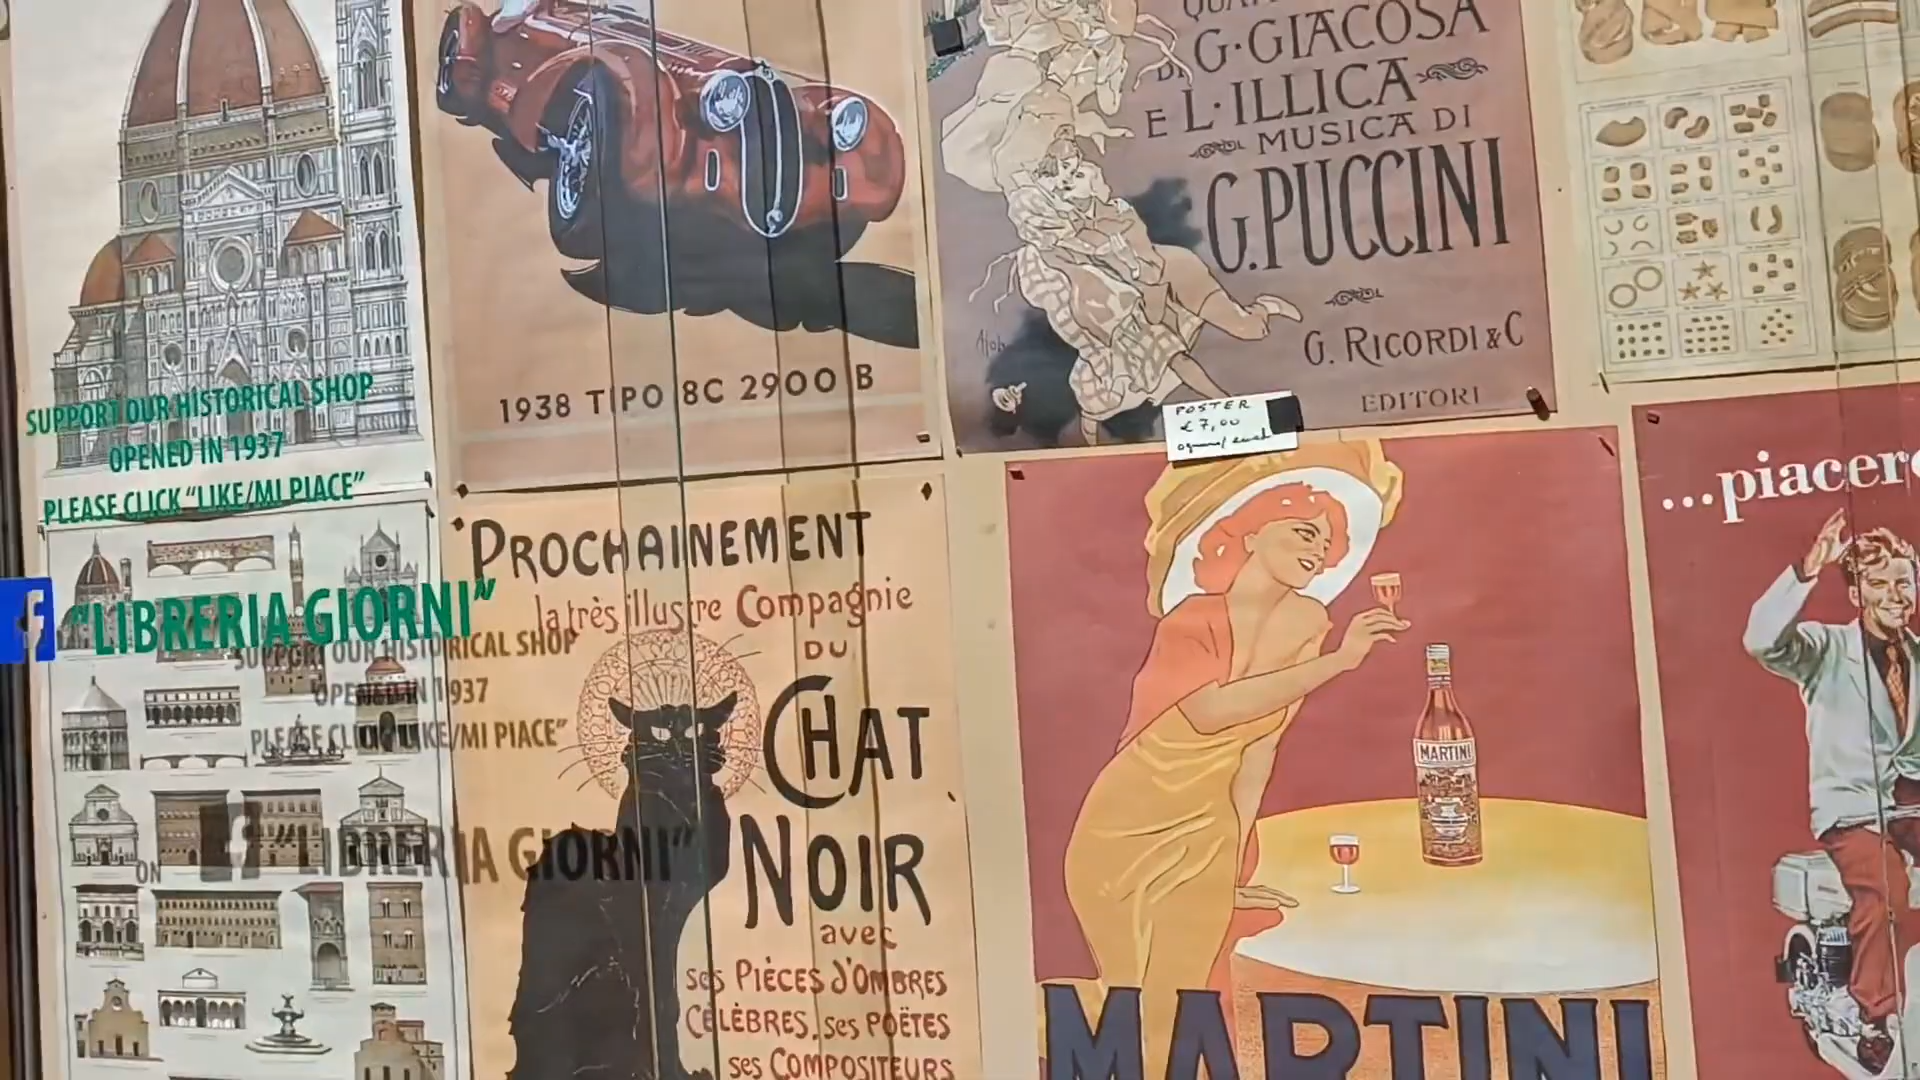 SUPPORT OUR HISTORICAL SHOP
OPENED IN 1937
PLEASE CLICK "LIKE/MI PIACE"
f "LIBRERIA GIORNI"
SUPPORT OUR HISTORICAL SHOP
OPENED IN 1937
PLEASE CLICK "LIKE/MI PIACE"
ON f "LIBRERIA GIORNI"
1938 TIPO 8C 2900 B
DI G·GIACOSA
E L·ILLICA
MUSICA DI
G.PUCCINI
G. RICORDI & C
EDITORI
POSTER
€ 7,00
PROCHAINEMENT
la très illustre Compagnie
DU
CHAT
NOIR
avec
ses PIÈCES d'OMBRES
CÉLÈBRES, ses POËTES
ses COMPOSITEURS
MARTINI
MARTINI
...piacere